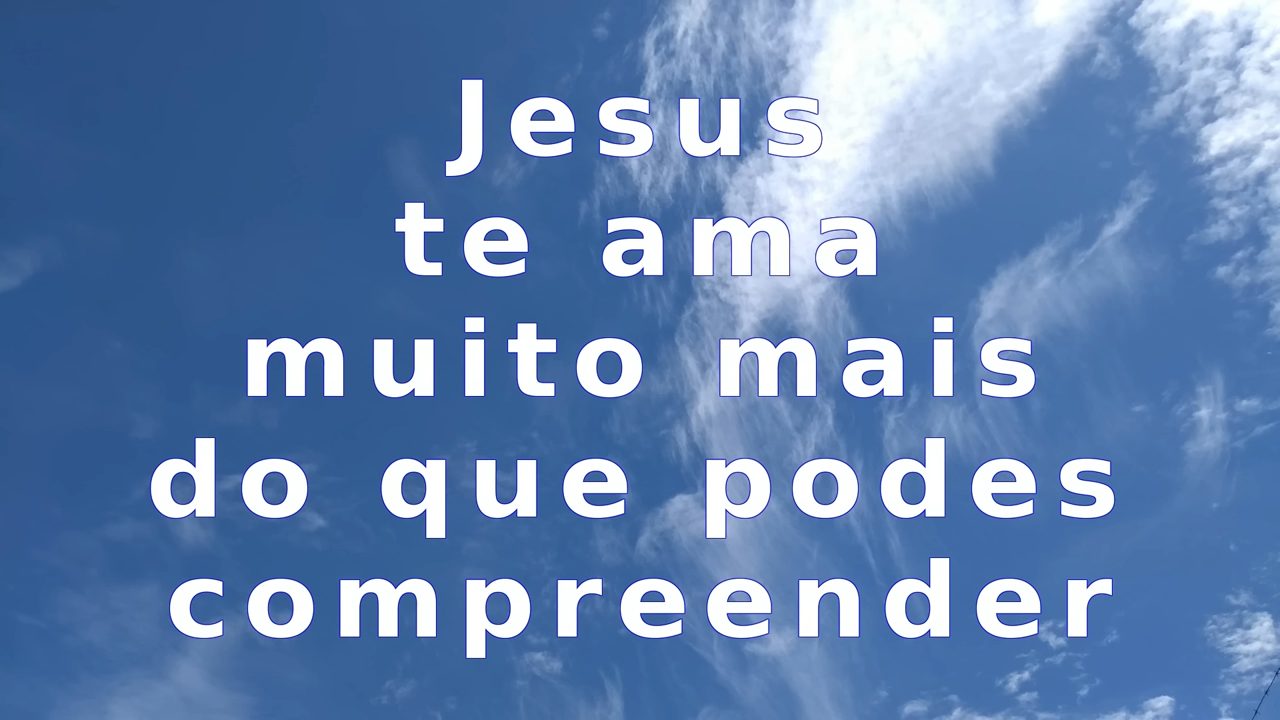 Jesus
te ama
muito mais
do que podes
compreender